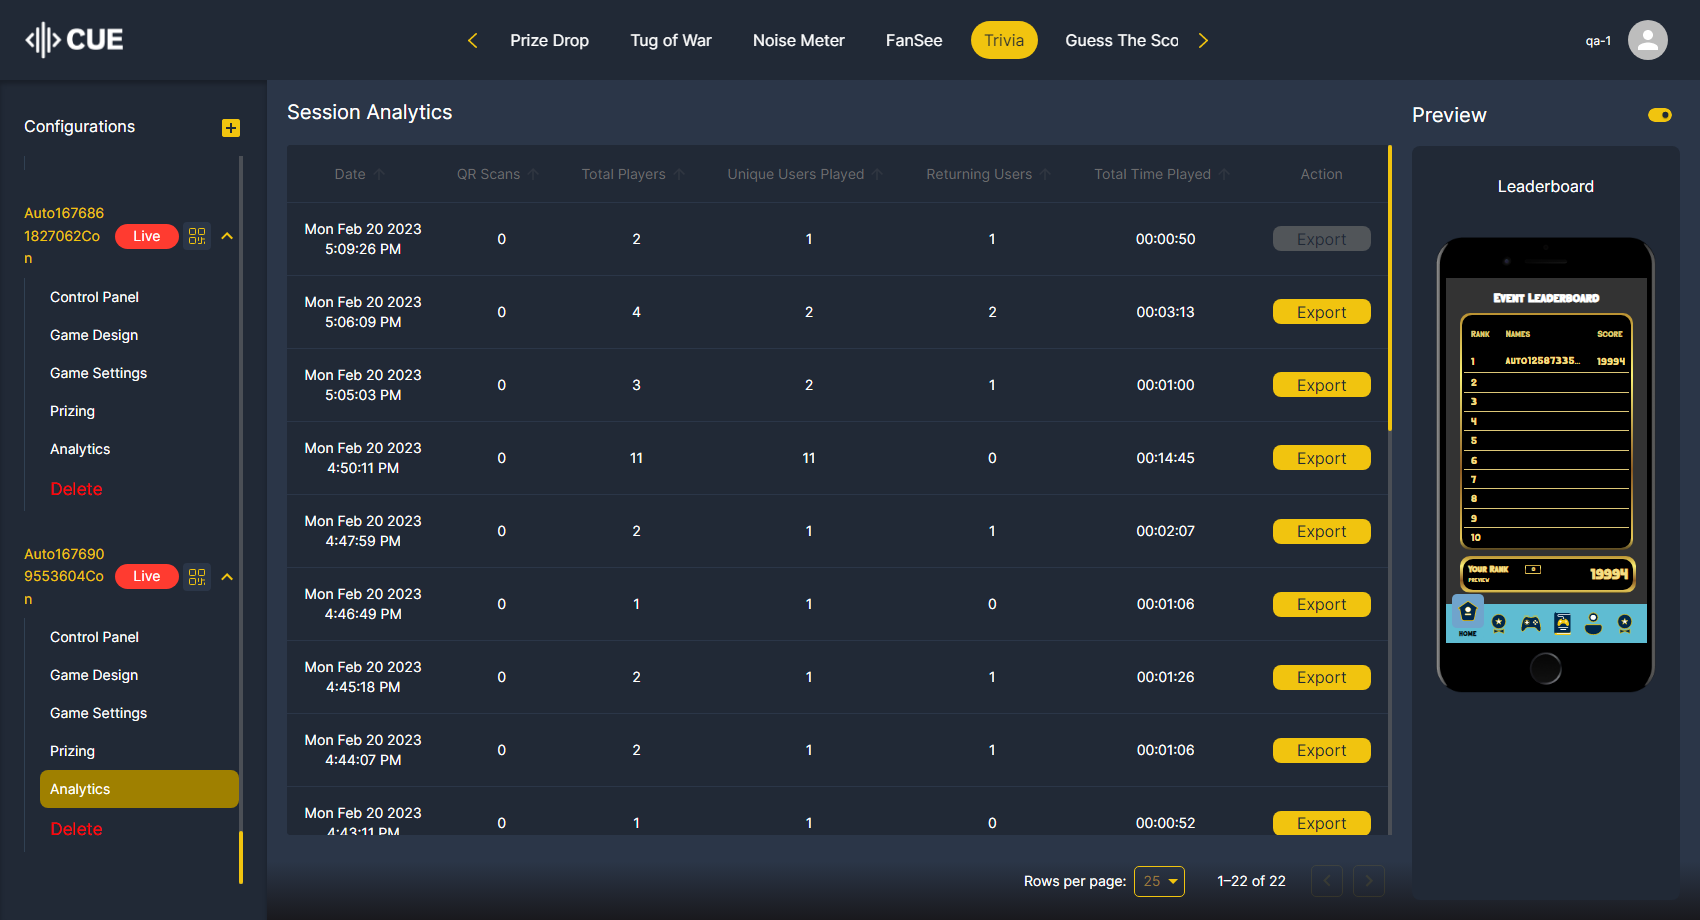 CUE
Prize Drop
Tug of War
Noise Meter
FanSee
Trivia
Guess The Sco
qa-1
Configurations
Auto167686
1827062Co
n
Live
Control Panel
Game Design
Game Settings
Prizing
Analytics
Delete
Auto167690
9553604Co
n
Live
Control Panel
Game Design
Game Settings
Prizing
Analytics
Delete
Session Analytics
Date QR Scans Total Players Unique Users Played Returning Users Total Time Played Action
Mon Feb 20 2023
5:09:26 PM
0 2 1 1 00:00:50 Export
Mon Feb 20 2023
5:06:09 PM
0 4 2 2 00:03:13 Export
Mon Feb 20 2023
5:05:03 PM
0 3 2 1 00:01:00 Export
Mon Feb 20 2023
4:50:11 PM
0 11 11 0 00:14:45 Export
Mon Feb 20 2023
4:47:59 PM
0 2 1 1 00:02:07 Export
Mon Feb 20 2023
4:46:49 PM
0 1 1 0 00:01:06 Export
Mon Feb 20 2023
4:45:18 PM
0 2 1 1 00:01:26 Export
Mon Feb 20 2023
4:44:07 PM
0 2 1 1 00:01:06 Export
Mon Feb 20 2023
4:43:11 PM
0 1 1 0 00:00:52 Export
Rows per page: 25 1–22 of 22
Preview
Leaderboard
Event Leaderboard
Rank Names Score
1 AUTO12587335... 19994
2
3
4
5
6
7
8
9
10
Your Rank 0 19994
PREVIEW
HOME